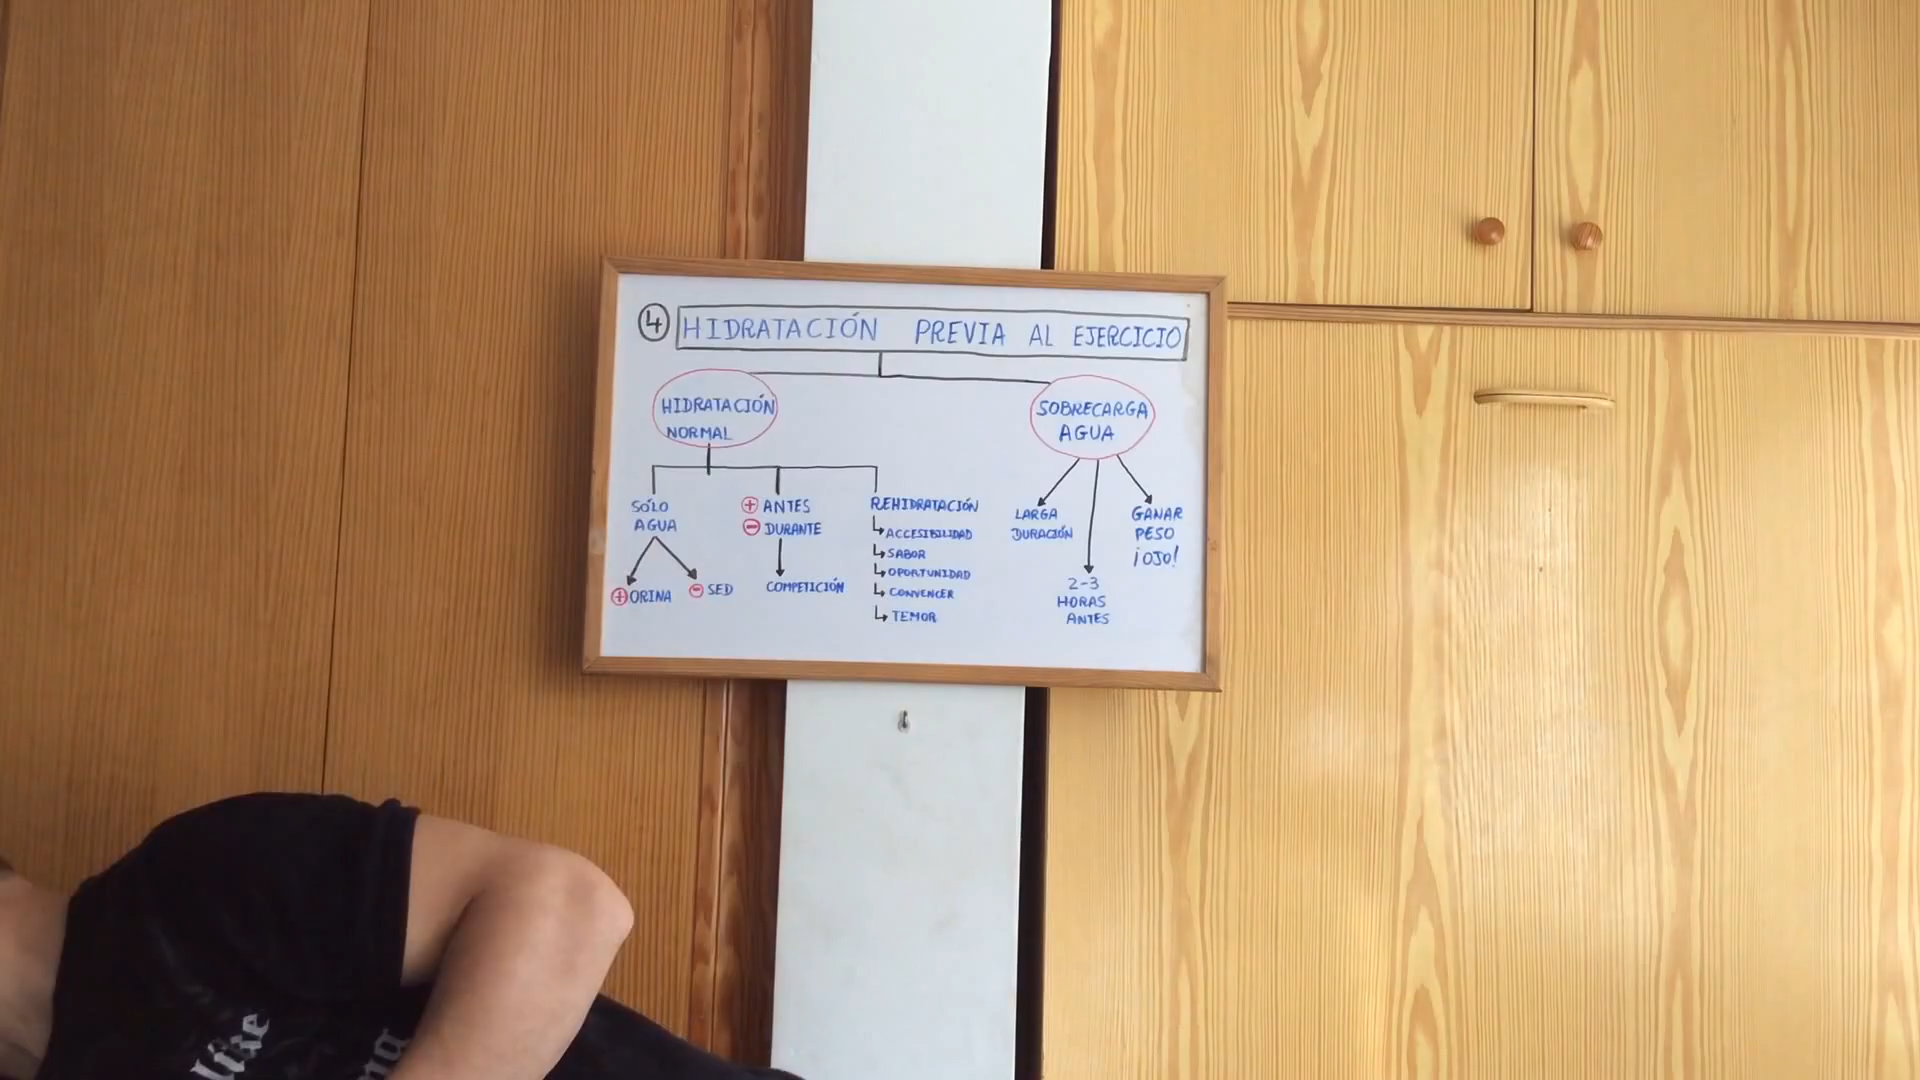 4 HIDRATACIÓN PREVIA AL EJERCICIO
HIDRATACIÓN
NORMAL
SÓLO
AGUA
+ ORINA
- SED
+ ANTES
- DURANTE
COMPETICIÓN
REHIDRATACIÓN
ACCESIBILIDAD
SABOR
OPORTUNIDAD
CONVENCER
TEMOR
SOBRECARGA
AGUA
LARGA
DURACIÓN
2-3
HORAS
ANTES
GANAR
PESO
¡OJO!